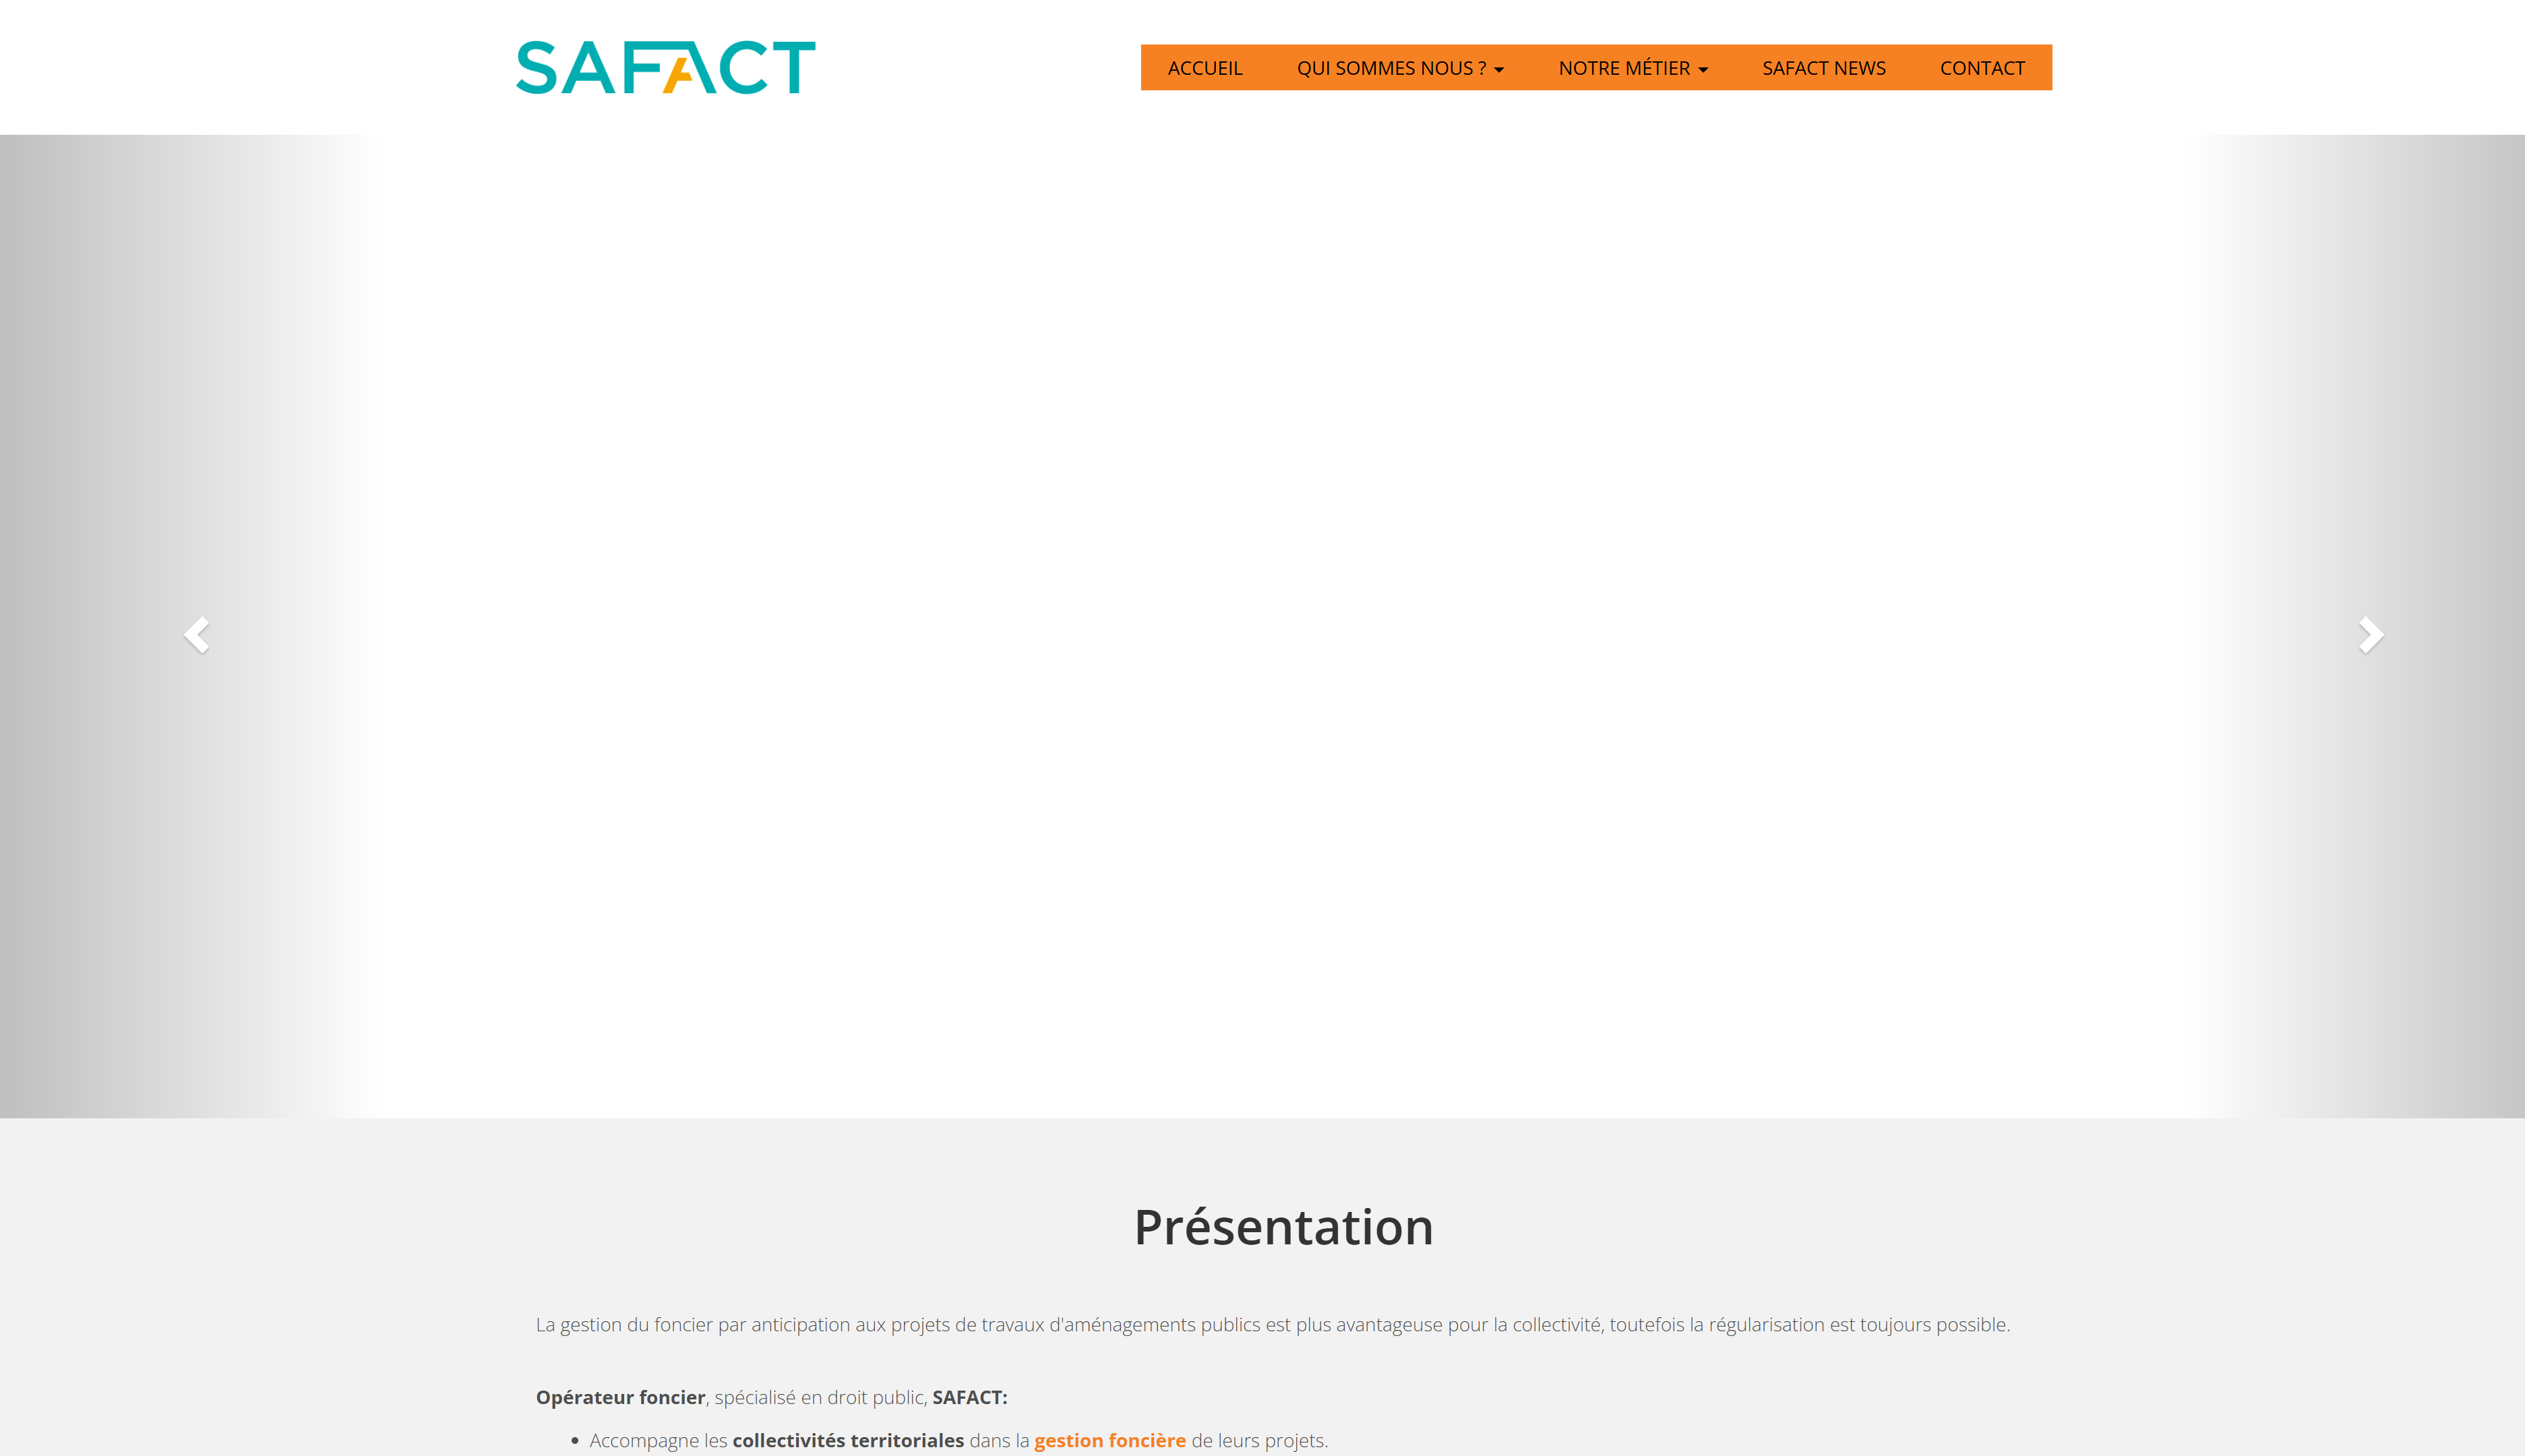 SAFACT
ACCUEIL QUI SOMMES NOUS ? NOTRE MÉTIER SAFACT NEWS CONTACT
Présentation
La gestion du foncier par anticipation aux projets de travaux d'aménagements publics est plus avantageuse pour la collectivité, toutefois la régularisation est toujours possible.
Opérateur foncier, spécialisé en droit public, SAFACT:
• Accompagne les collectivités territoriales dans la gestion foncière de leurs projets.